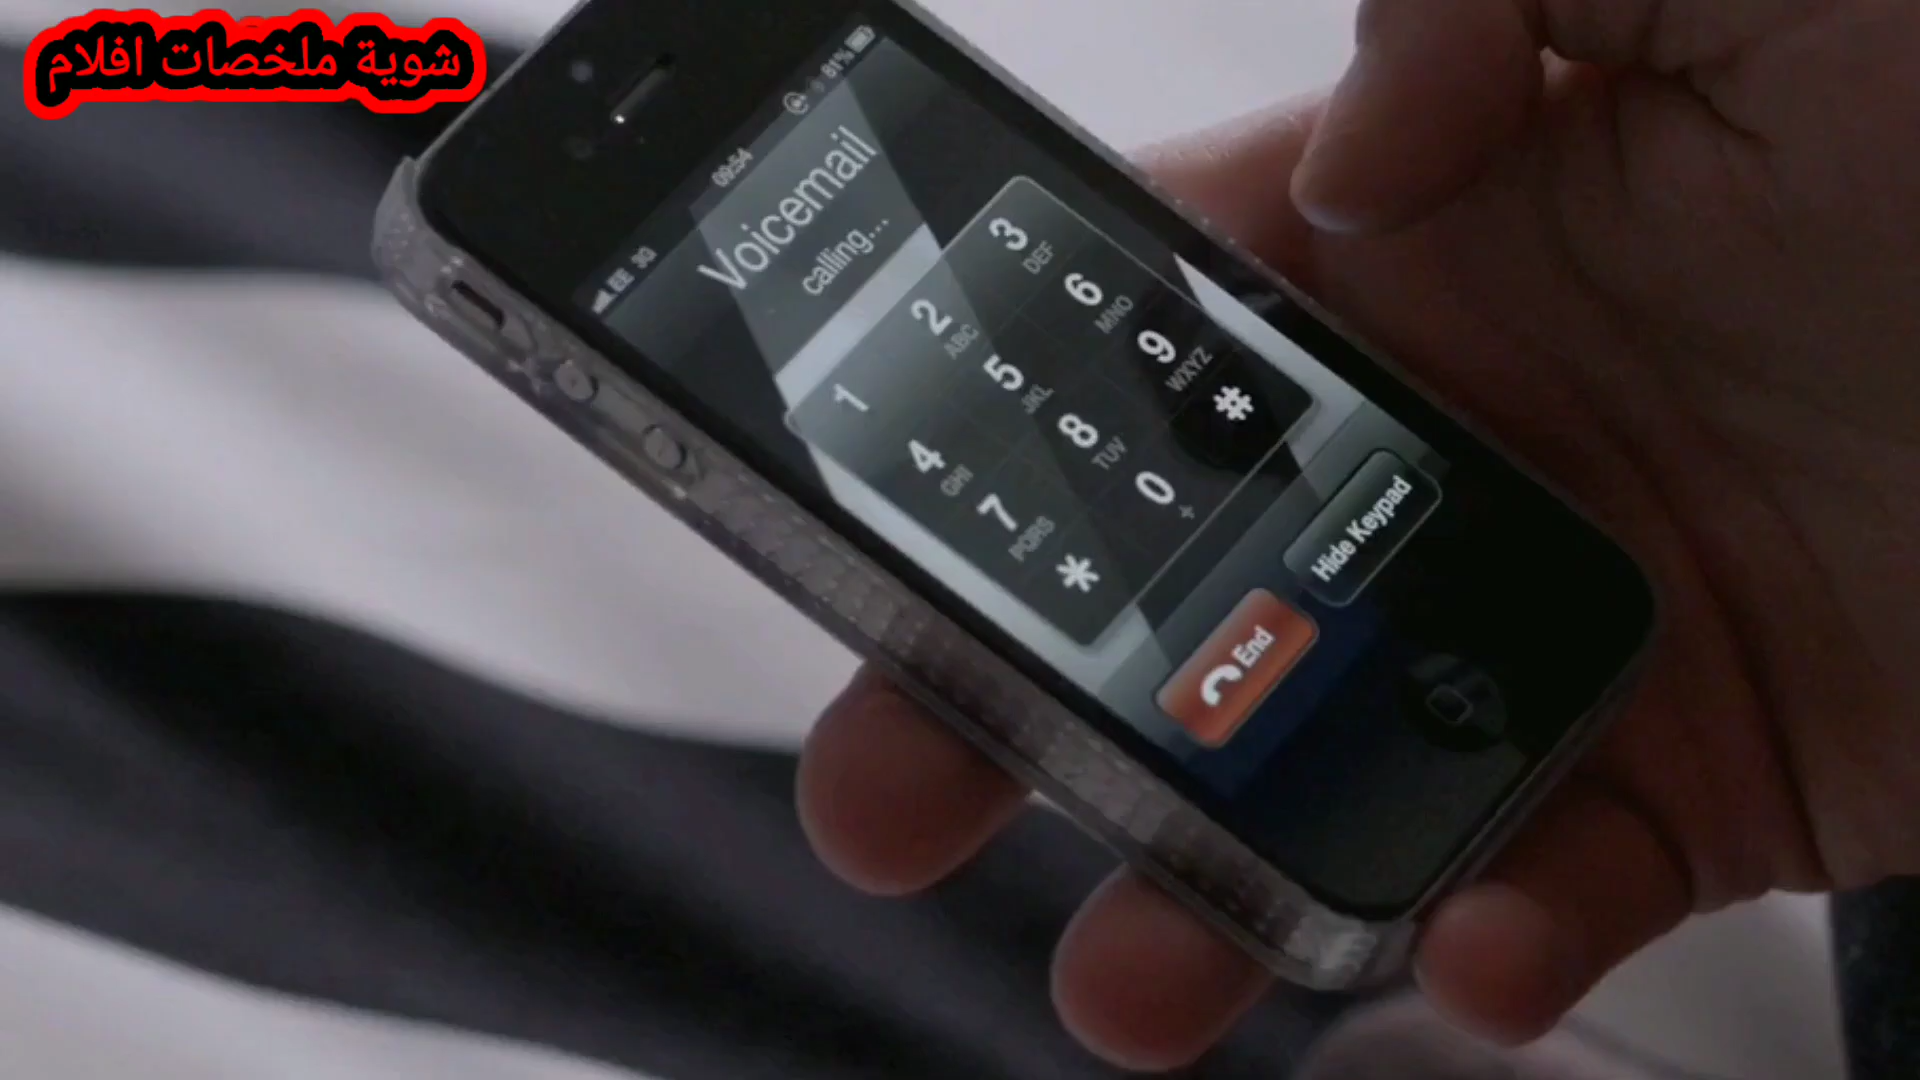 شوية ملخصات افلام
EE 3G 09:54 81%
Voicemail
calling...
1 2 ABC 3 DEF
4 GHI 5 JKL 6 MNO
7 PQRS 8 TUV 9 WXYZ
* 0 + #
End Hide Keypad